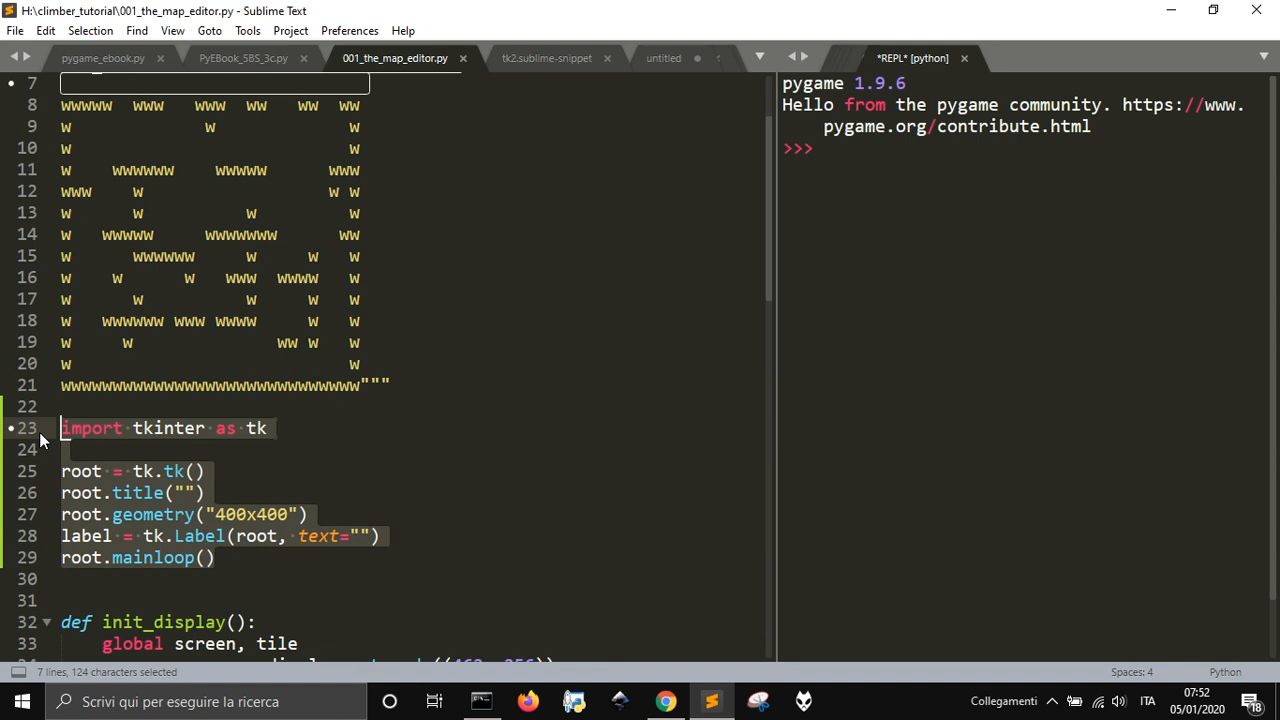 H:\climber_tutorial\001_the_map_editor.py - Sublime Text
File Edit Selection Find View Goto Tools Project Preferences Help
pygame_ebook.py PyEBook_5BS_3c.py 001_the_map_editor.py tk2.sublime-snippet untitled *REPL* [python]
7
8 wwwww  www   www  ww   ww  ww
9 w             w             w
10 w                           w
11 w    wwwwww    wwwww      www
12 www    w                  w w
13 w      w          w         w
14 w   wwwww     wwwwwww      ww
15 w      wwwwww     w     w   w
16 w    w      w   www  wwww   w
17 w      w          w     w   w
18 w   wwwwww www wwww     w   w
19 w     w              ww w   w
20 w                           w
21 wwwwwwwwwwwwwwwwwwwwwwwwwwwww"""
22
23 import tkinter as tk
24
25 root = tk.tk()
26 root.title("")
27 root.geometry("400x400")
28 label = tk.Label(root, text="")
29 root.mainloop()
30
31
32 def init_display():
33 global screen, tile
pygame 1.9.6
Hello from the pygame community. https://www.
pygame.org/contribute.html
>>>
7 lines, 124 characters selected Spaces: 4 Python
Scrivi qui per eseguire la ricerca Collegamenti ITA 07:52
05/01/2020 18